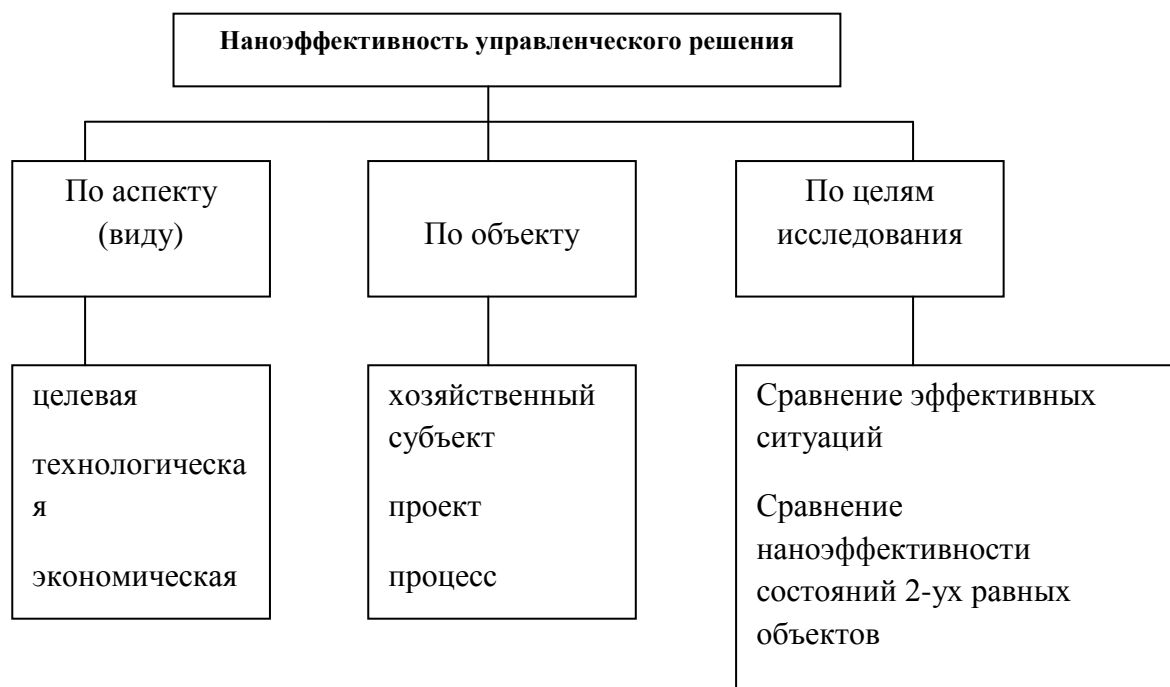 Наноэффективность управленческого решения
По аспекту
(виду)
По объекту
По целям
исследования
целевая
технологическа
я
экономическая
хозяйственный
субъект
проект
процесс
Сравнение эффективных
ситуаций
Сравнение
наноэффективности
состояний 2-ух равных
объектов